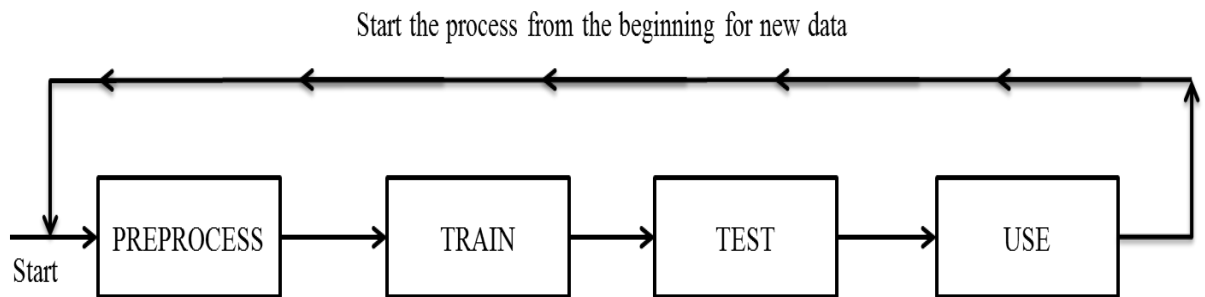 Start the process from the beginning for new data
PREPROCESS
TRAIN
TEST
USE
Start